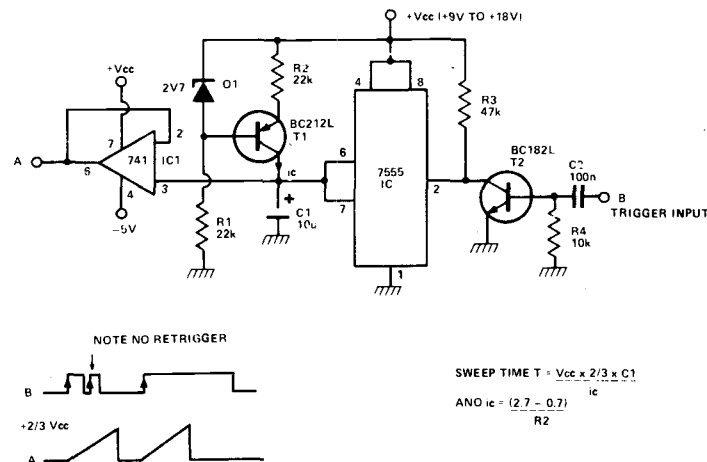 +Vcc (+9V TO +18V)
+Vcc
2V7
O1
R2
22k
4
8
R3
47k
BC212L
T1
BC182L
T2
C2
100n
7
2
A
6
741
IC1
ic
6
7555
IC
2
B
TRIGGER INPUT
4
3
+
7
R1
22k
C1
10u
R4
10k
-5V
1
NOTE NO RETRIGGER
B
SWEEP TIME T = Vcc x 2/3 x C1
ic
ANO ic = (2.7 - 0.7)
R2
+2/3 Vcc
A